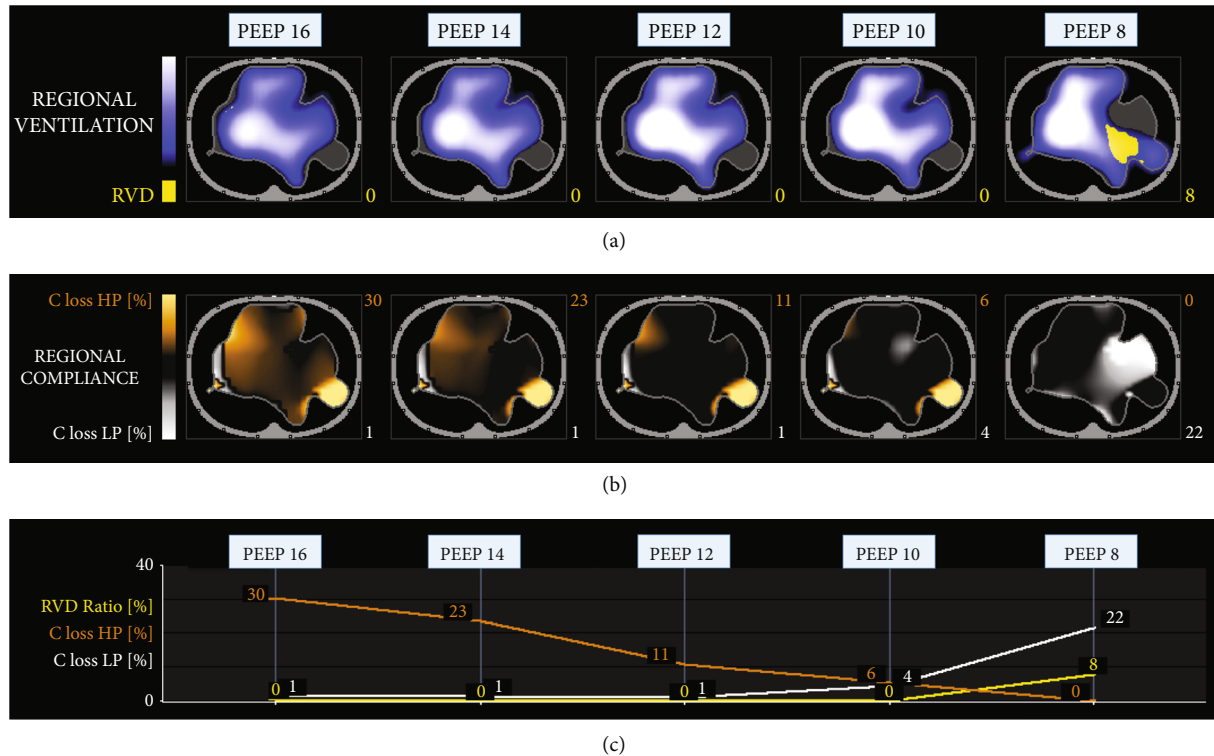 PEEP 16 PEEP 14 PEEP 12 PEEP 10 PEEP 8
REGIONAL
VENTILATION
RVD 0 0 0 0 8
(a)
C loss HP [%] 30 23 11 6 0
REGIONAL
COMPLIANCE
C loss LP [%] 1 1 1 4 22
(b)
PEEP 16 PEEP 14 PEEP 12 PEEP 10 PEEP 8
40
RVD Ratio [%]
C loss HP [%]
C loss LP [%]
0
30 23 11 6 0
1 1 1 4 22
0 0 0 0 8
(c)